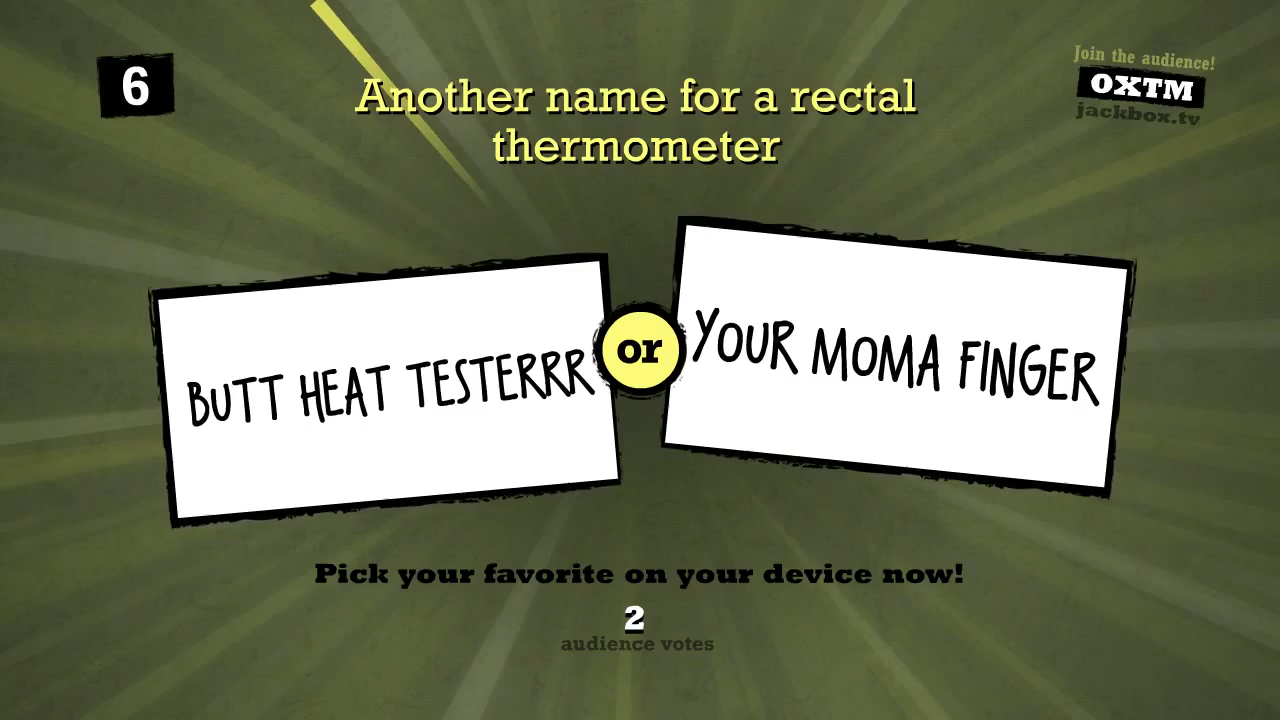 6
Another name for a rectal
thermometer
Join the audience!
OXTM
jackbox.tv
BUTT HEAT TESTERRR
or
YOUR MOMA FINGER
Pick your favorite on your device now!
2
audience votes